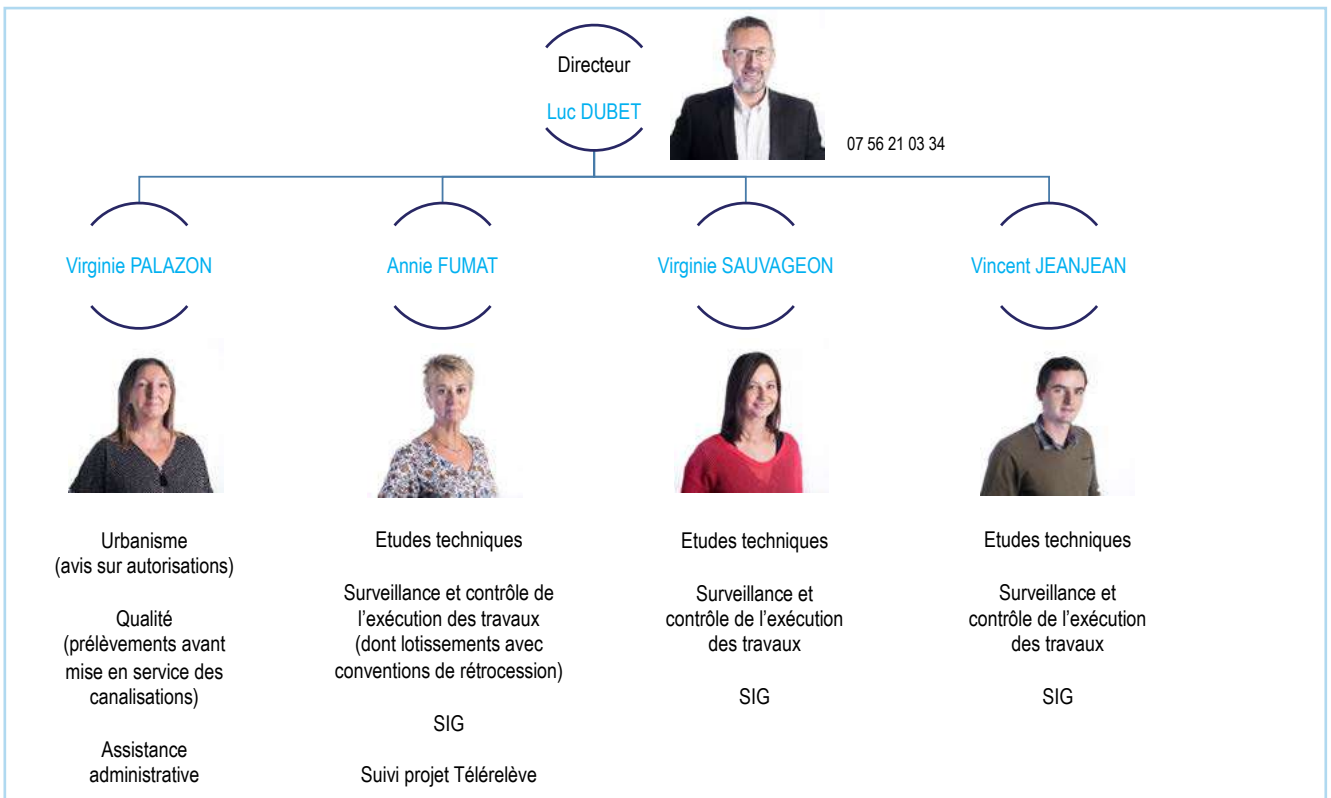 Directeur
Luc DUBET
07 56 21 03 34
Virginie PALAZON
Annie FUMAT
Virginie SAUVAGEON
Vincent JEANJEAN
Urbanisme
(avis sur autorisations)
Qualité
(prélèvements avant
mise en service des
canalisations)
Assistance
administrative
Etudes techniques
Surveillance et contrôle de
l’exécution des travaux
(dont lotissements avec
conventions de rétrocession)
SIG
Suivi projet Télérelève
Etudes techniques
Surveillance et
contrôle de l’exécution
des travaux
SIG
Etudes techniques
Surveillance et
contrôle de l’exécution
des travaux
SIG